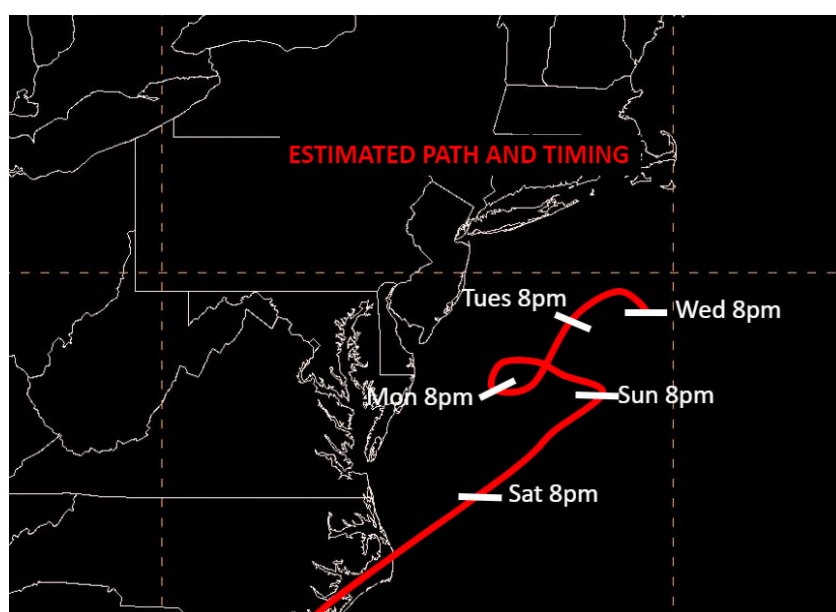 ESTIMATED PATH AND TIMING
Tues 8pm
Wed 8pm
Mon 8pm
Sun 8pm
Sat 8pm